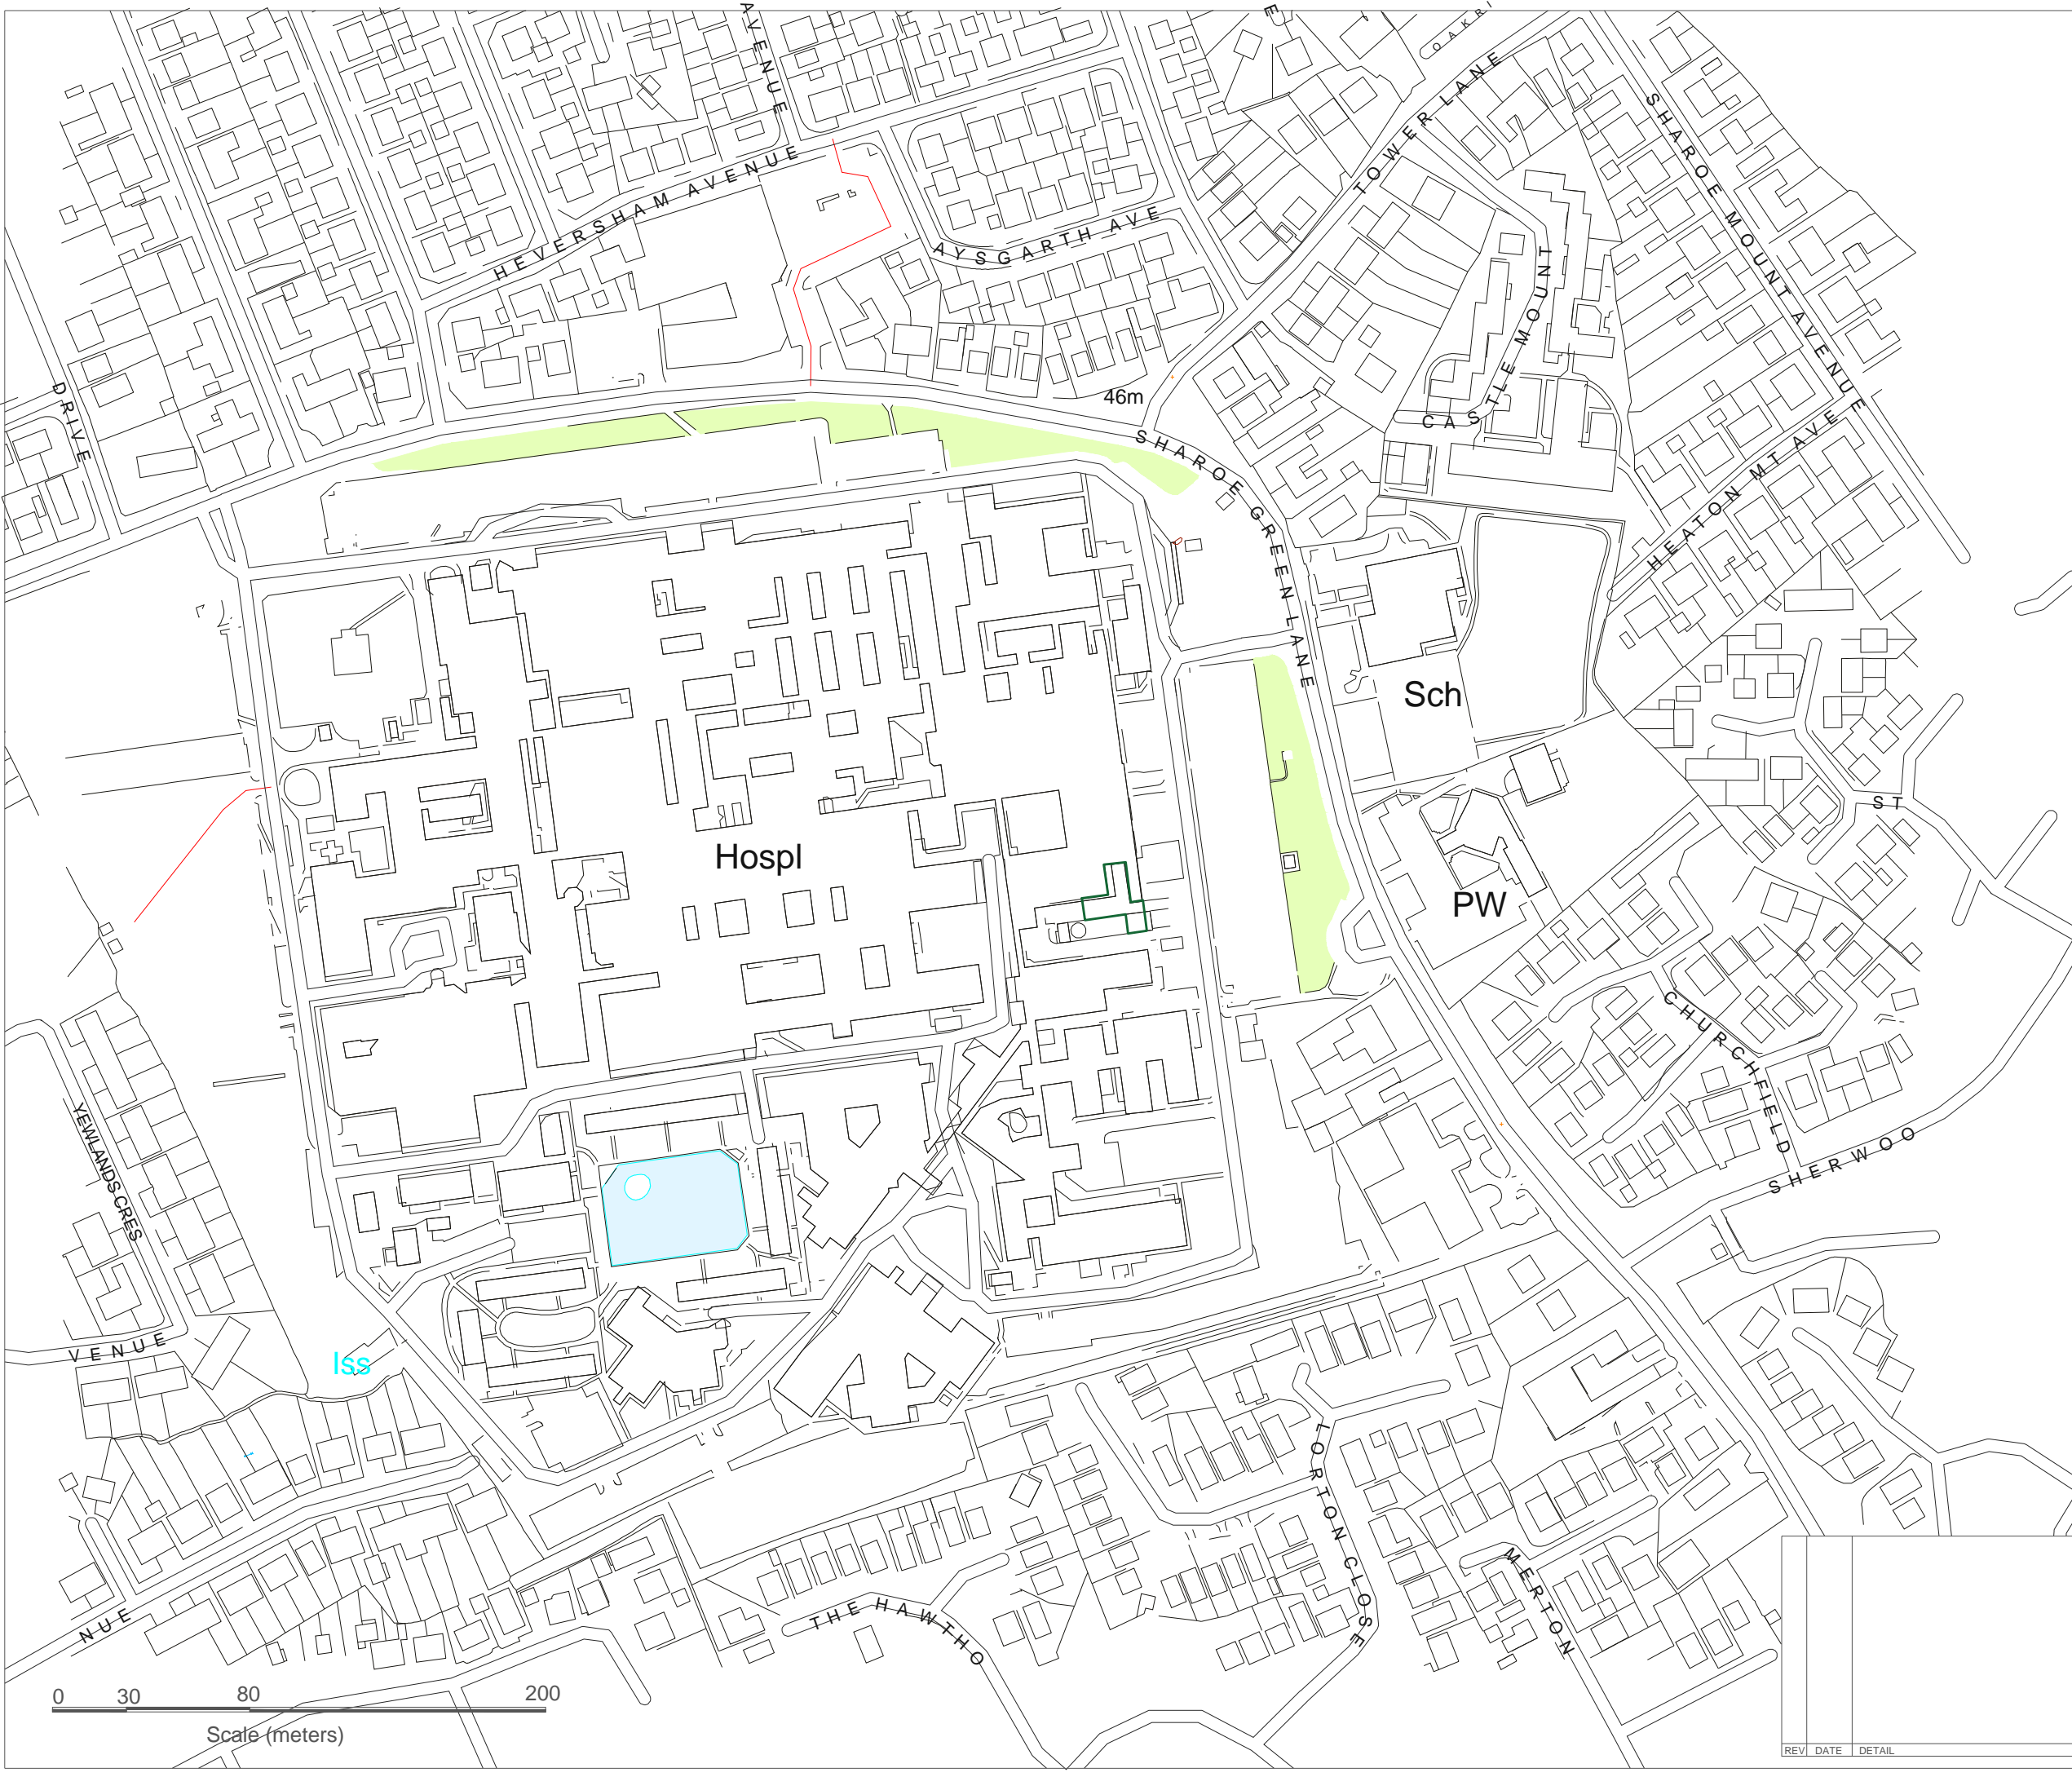 AVENUE
E
OAKRI
TOWER LANE
SHAROE MOUNT AVENUE
HEVERSHAM AVENUE
AYSGARTH AVE
CASTLE MOUNT
DRIVE
46m
SHAROE GREEN LANE
HEATON MT AVE
Sch
ST
Hospl
PW
CHURCHFIELD
YEWLANDS CRES
SHERWOO
VENUE
Iss
LORTON CLOSE
MERTON
THE HAWTHO
NUE
0 30 80 200
Scale (meters)
REV DATE DETAIL